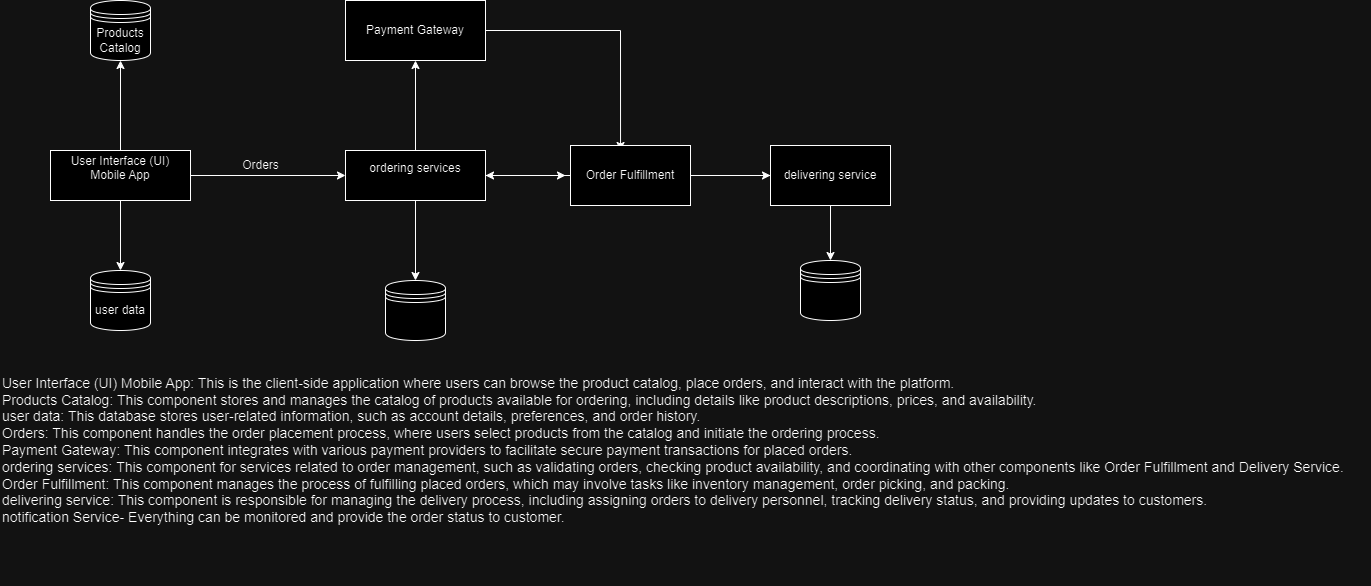 Products
Catalog
Payment Gateway
User Interface (UI)
Mobile App
Orders
ordering services
Order Fulfillment
delivering service
user data
User Interface (UI) Mobile App: This is the client-side application where users can browse the product catalog, place orders, and interact with the platform.
Products Catalog: This component stores and manages the catalog of products available for ordering, including details like product descriptions, prices, and availability.
user data: This database stores user-related information, such as account details, preferences, and order history.
Orders: This component handles the order placement process, where users select products from the catalog and initiate the ordering process.
Payment Gateway: This component integrates with various payment providers to facilitate secure payment transactions for placed orders.
ordering services: This component for services related to order management, such as validating orders, checking product availability, and coordinating with other components like Order Fulfillment and Delivery Service.
Order Fulfillment: This component manages the process of fulfilling placed orders, which may involve tasks like inventory management, order picking, and packing.
delivering service: This component is responsible for managing the delivery process, including assigning orders to delivery personnel, tracking delivery status, and providing updates to customers.
notification Service- Everything can be monitored and provide the order status to customer.